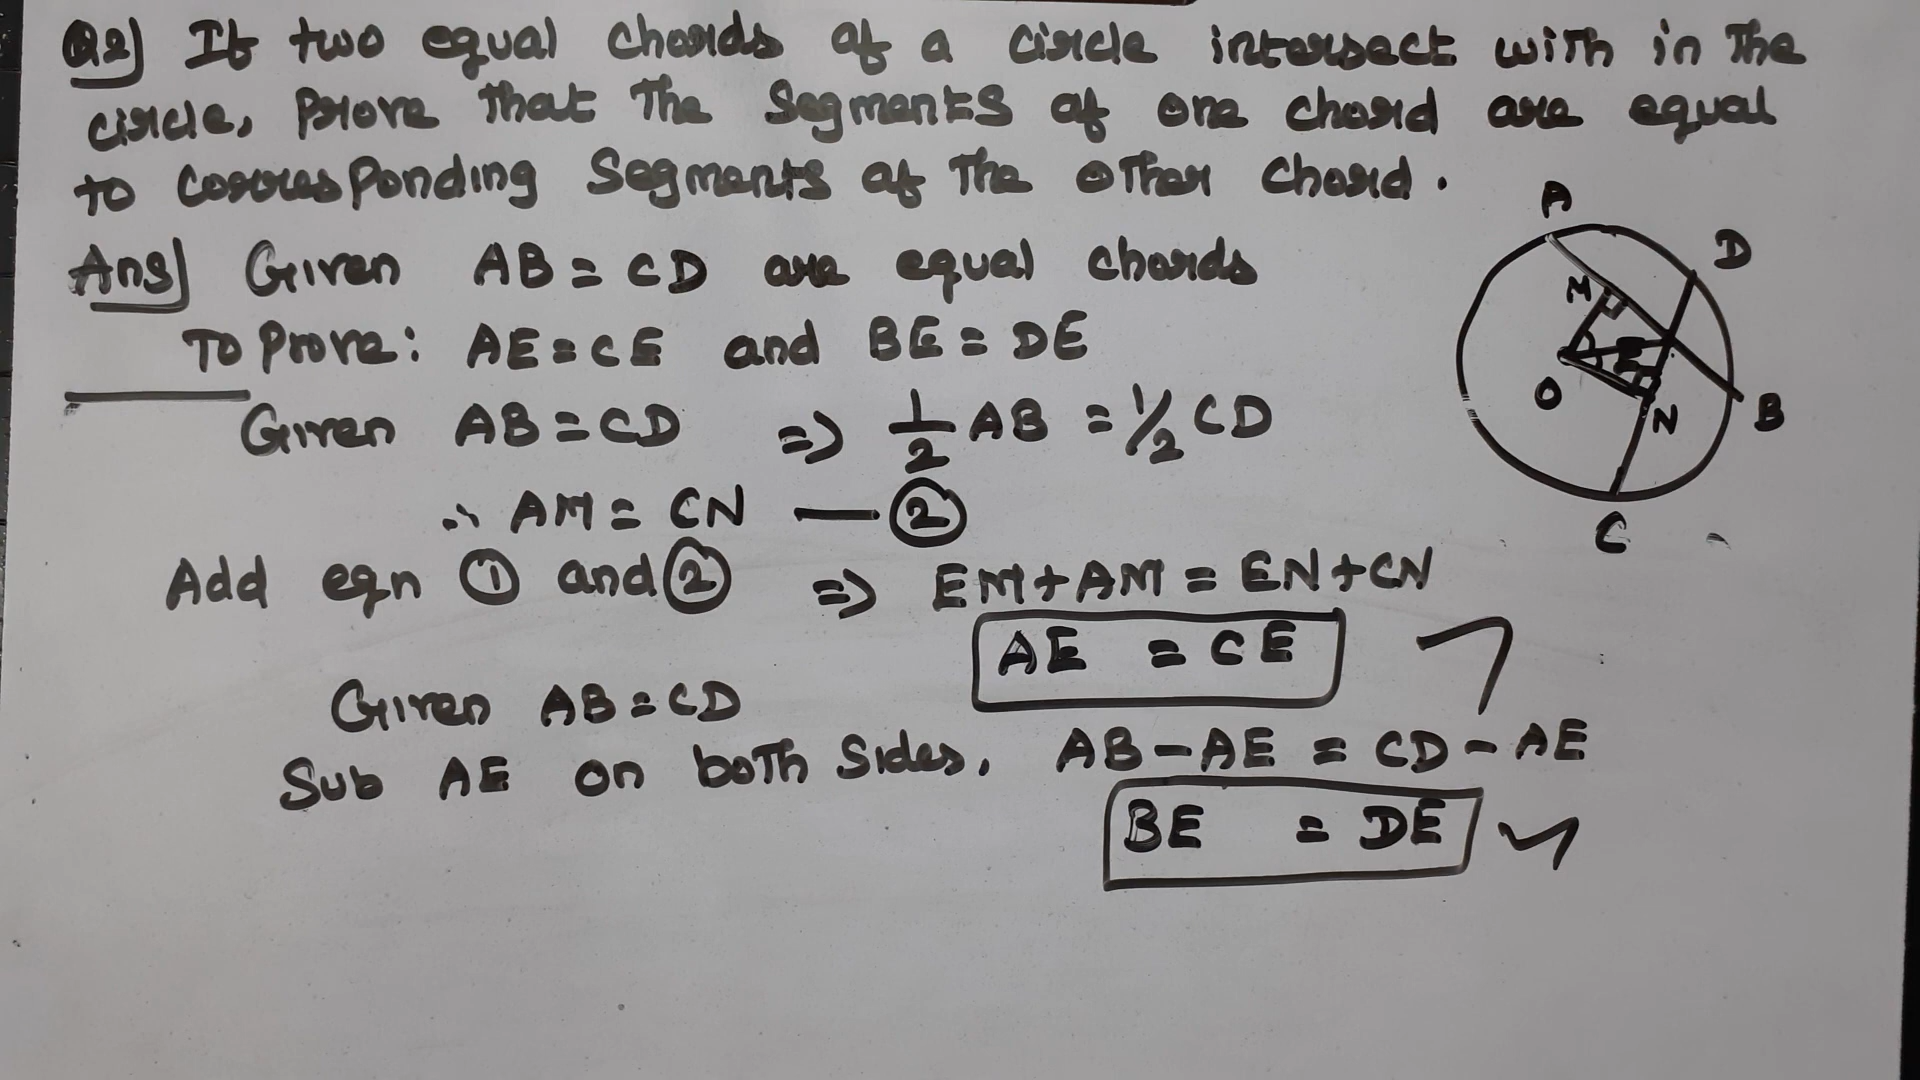 Q2) If two equal chords of a circle intersect with in the
circle, Prove that the Segments of one chord are equal
to corresponding Segments of the other chord.
Ans) Given AB = CD are equal chords
To Prove: AE = CE and BE = DE
Given AB = CD => 1/2 AB = 1/2 CD
∴ AM = CN — ②
Add eqn ① and ② => EM + AM = EN + CN
AE = CE
Given AB = CD
Sub AE on both Sides, AB - AE = CD - AE
BE = DE
A
D
M
E
O
N
B
C